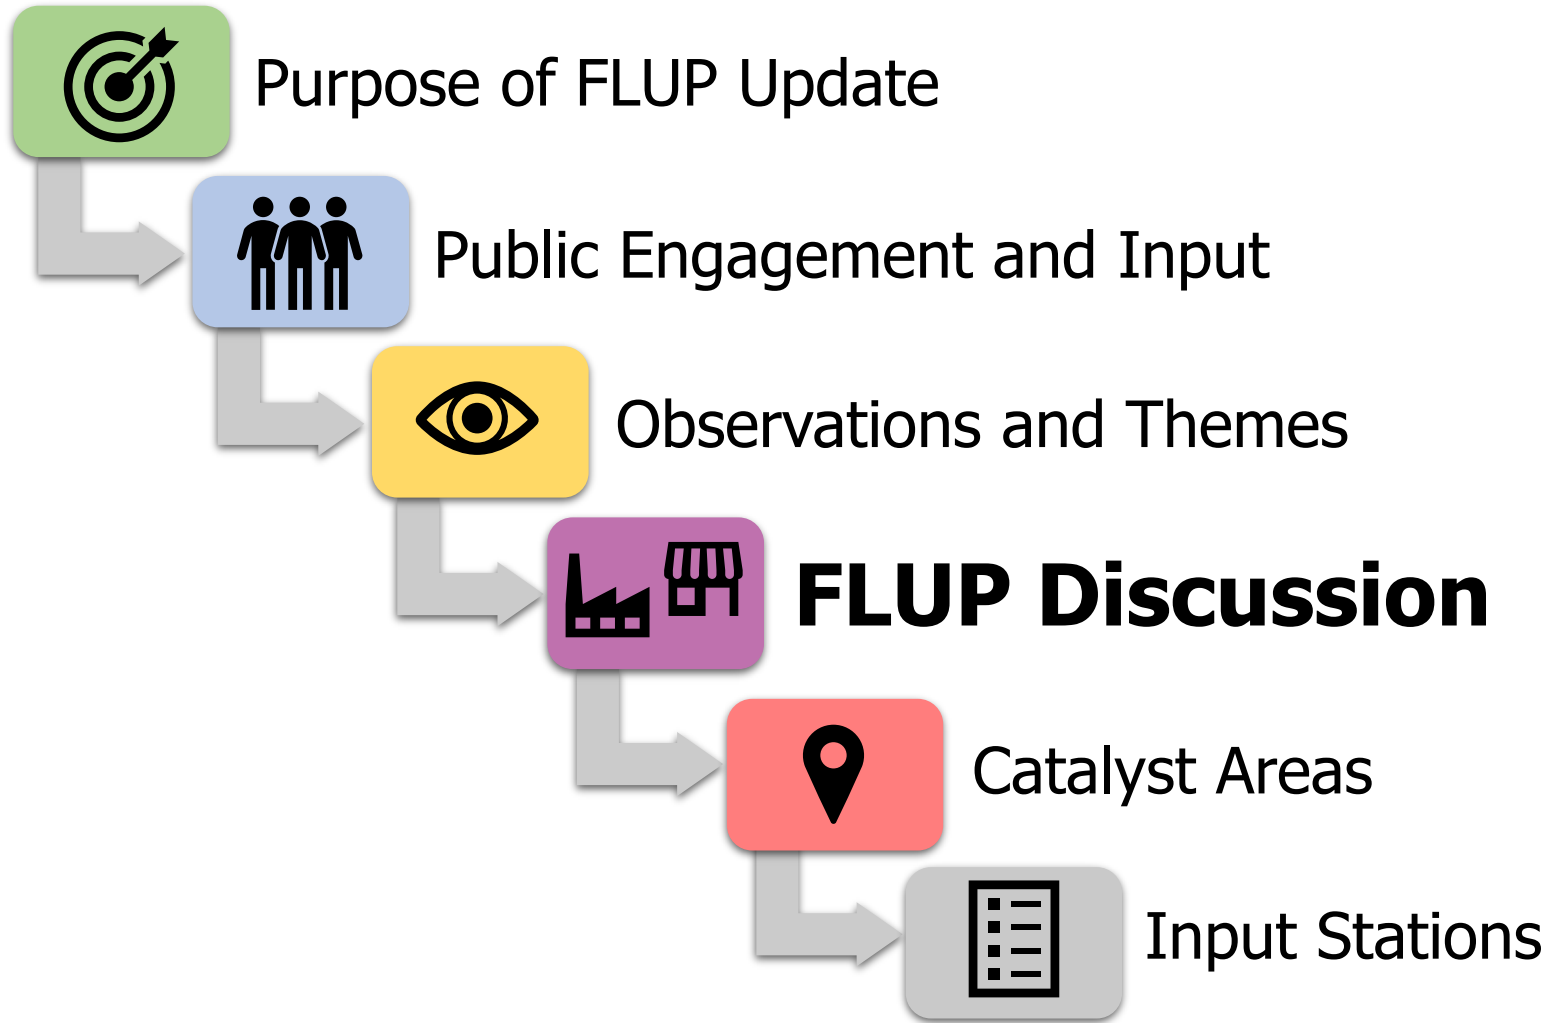 Purpose of FLUP Update
Public Engagement and Input
Observations and Themes
FLUP Discussion
Catalyst Areas
Input Stations